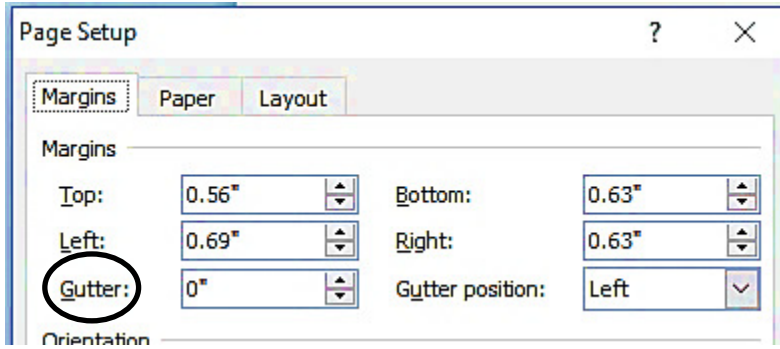 Page Setup ?
Margins Paper Layout
Margins
Top: 0.56" Bottom: 0.63"
Left: 0.69" Right: 0.63"
Gutter: 0" Gutter position: Left
Orientation